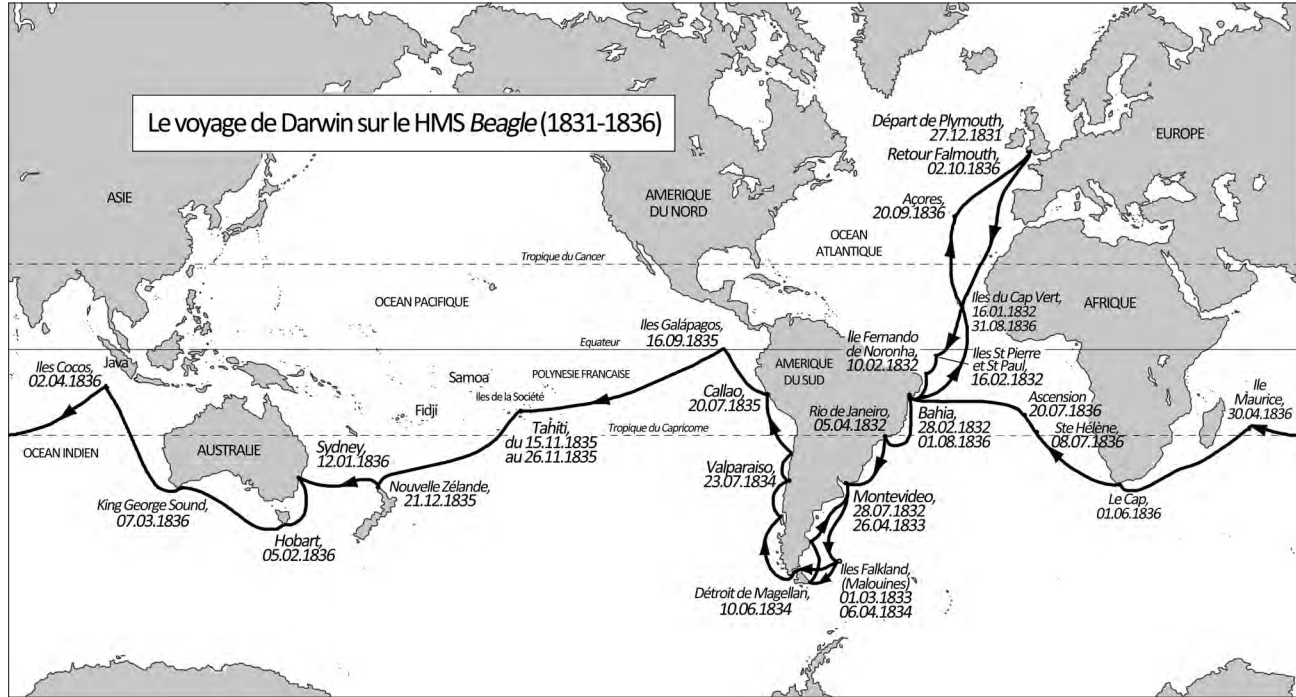 Le voyage de Darwin sur le HMS Beagle (1831-1836)
Départ de Plymouth,
27.12.1831
Retour Falmouth,
02.10.1836
EUROPE
ASIE
AMERIQUE
DU NORD
Açores,
20.09.1836
OCEAN
ATLANTIQUE
Tropique du Cancer
OCEAN PACIFIQUE
Iles du Cap Vert,
16.01.1832
31.08.1836
AFRIQUE
Iles Galápagos,
16.09.1835
Equateur
Ile Fernando
de Noronha,
10.02.1832
Iles St Pierre
et St Paul,
16.02.1832
Iles Cocos,
02.04.1836
Java
Samoa
POLYNESIE FRANCAISE
Iles de la Société
Fidji
AMERIQUE
DU SUD
Callao,
20.07.1835
Ascension
20.07.1836
Ile
Maurice,
30.04.1836
Rio de Janeiro,
05.04.1832
Bahia,
28.02.1832
01.08.1836
Ste Hélène,
08.07.1836
Tahiti,
du 15.11.1835
au 26.11.1835
Tropique du Capricorne
OCEAN INDIEN
AUSTRALIE
Sydney,
12.01.1836
Valparaiso,
23.07.1834
Nouvelle Zélande,
21.12.1835
King George Sound,
07.03.1836
Le Cap,
01.06.1836
Montevideo,
28.07.1832
26.04.1833
Hobart,
05.02.1836
Iles Falkland,
(Malouines)
01.03.1833
06.04.1834
Détroit de Magellan,
10.06.1834